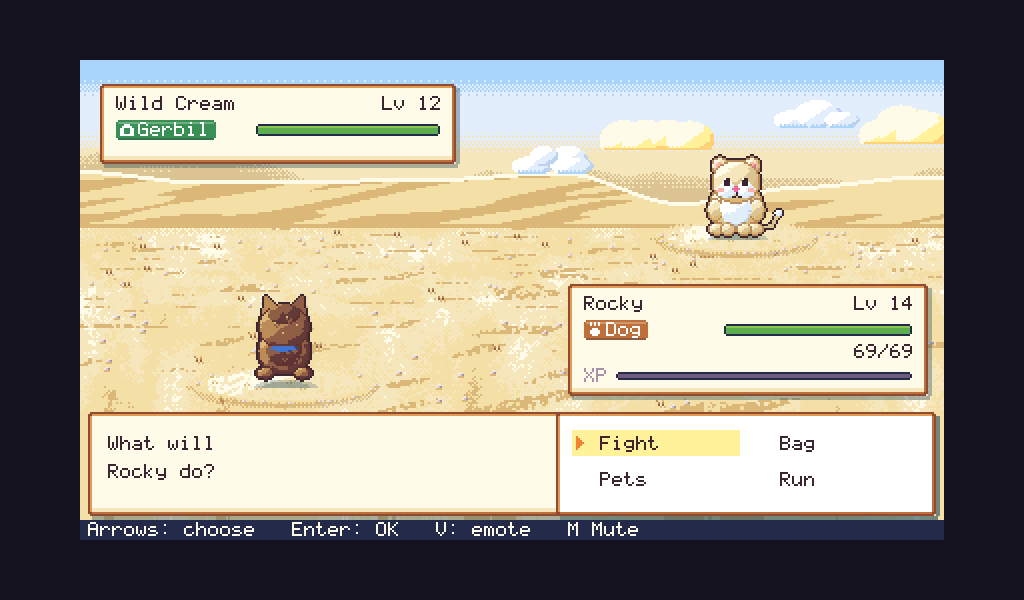 Wild Cream Lv 12
Gerbil
Rocky Lv 14
Dog
69/69
XP
What will
Rocky do?
Fight Bag
Pets Run
Arrows: choose Enter: OK V: emote M Mute